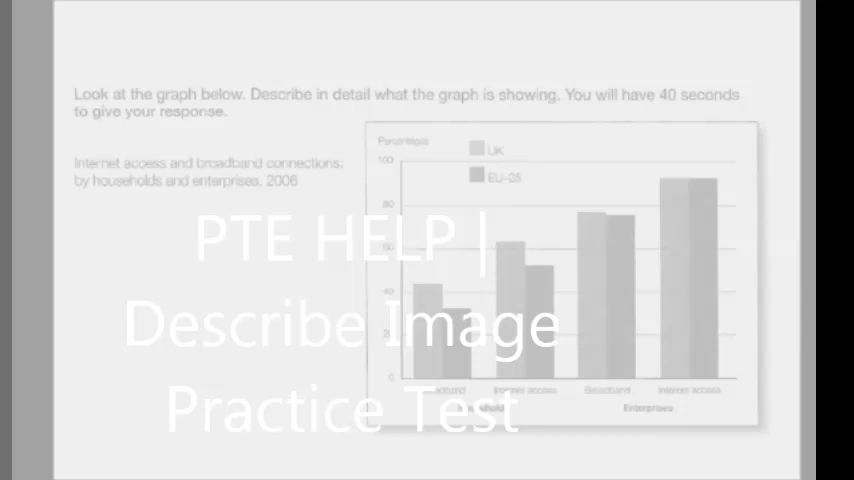 Look at the graph below. Describe in detail what the graph is showing. You will have 40 seconds
to give your response.
Internet access and broadband connections:
by households and enterprises, 2006
Percentages
UK
EU-25
100
80
60
40
20
0
Internet access
Broadband
Internet access
Enterprises
PTE HELP |
Describe Image
Practice Test